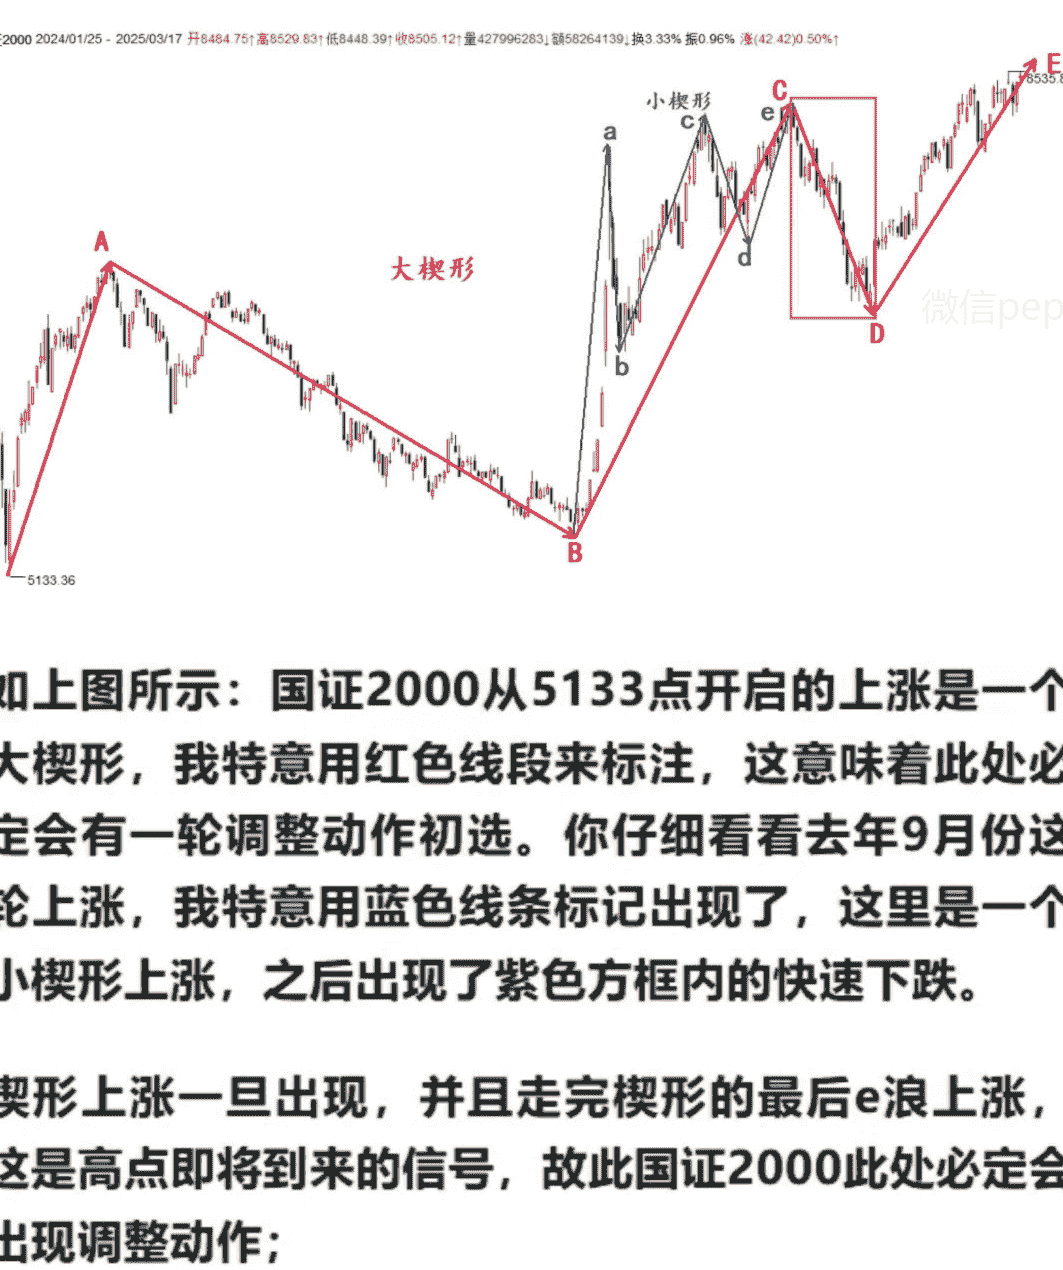 2000 2024/01/25 - 2025/03/17 开8484.75↑高8529.83↑低8448.39↑收8505.12↑量427996283↓额58264139↓换3.33% 振0.96% 涨(42.42)0.50%↑
E
8535.8
C
小楔形
c
e
a
A
大楔形
d
微信pep
D
b
B
5133.36
如上图所示：国证2000从5133点开启的上涨是一个
大楔形，我特意用红色线段来标注，这意味着此处必
定会有一轮调整动作初选。你仔细看看去年9月份这
轮上涨，我特意用蓝色线条标记出现了，这里是一个
小楔形上涨，之后出现了紫色方框内的快速下跌。
楔形上涨一旦出现，并且走完楔形的最后e浪上涨，
这是高点即将到来的信号，故此国证2000此处必定会
出现调整动作；